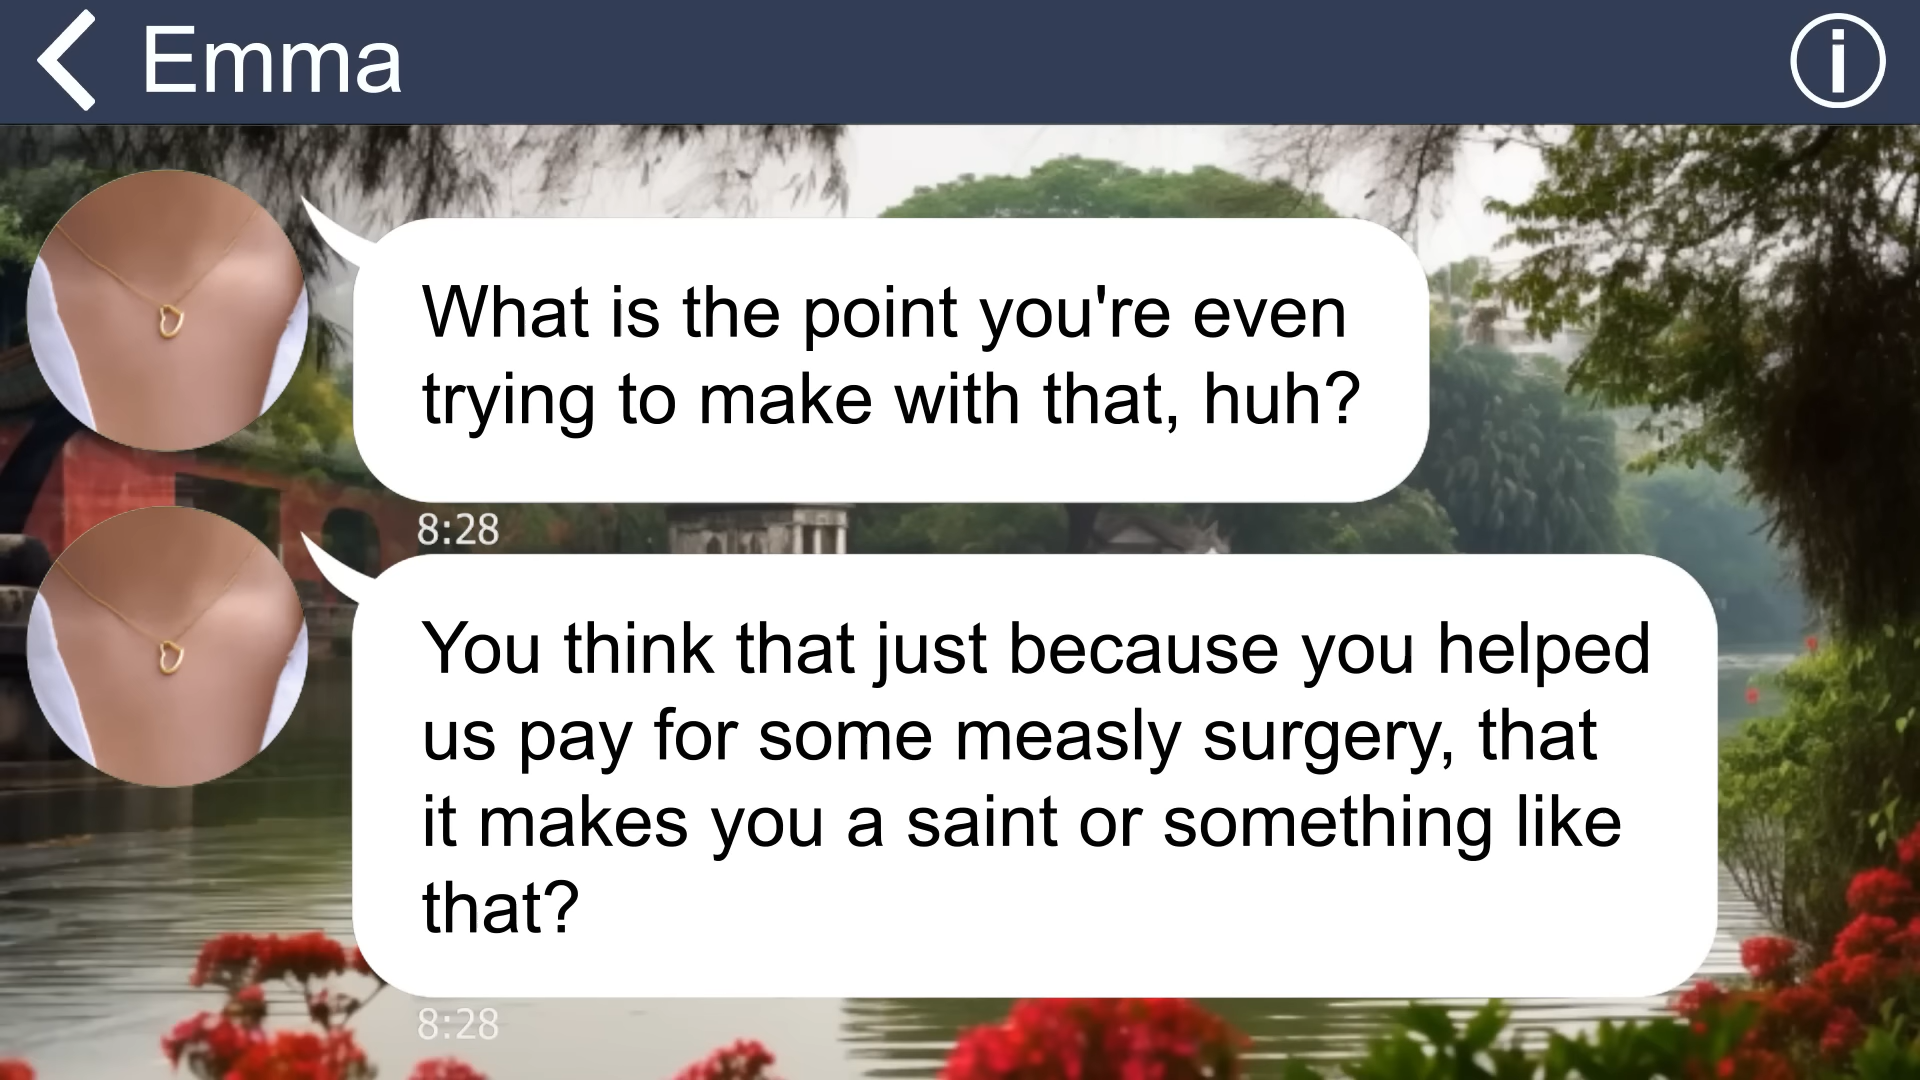 Emma
What is the point you're even
trying to make with that, huh?
8:28
You think that just because you helped
us pay for some measly surgery, that
it makes you a saint or something like
that?
8:28